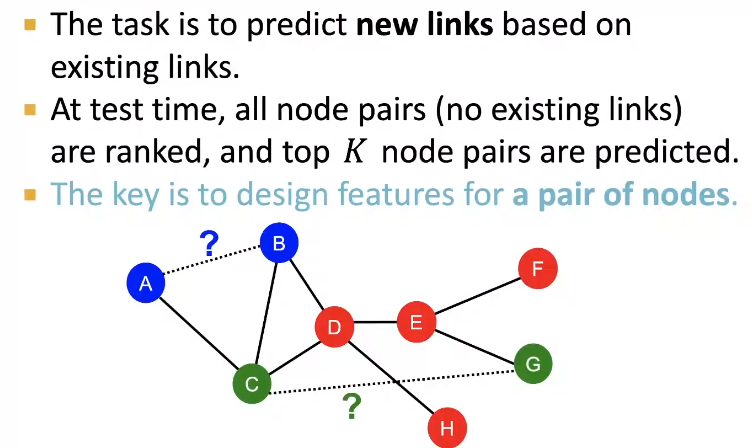 The task is to predict new links based on
existing links.
At test time, all node pairs (no existing links)
are ranked, and top K node pairs are predicted.
The key is to design features for a pair of nodes.
?
B
A
F
D
E
G
C
?
H